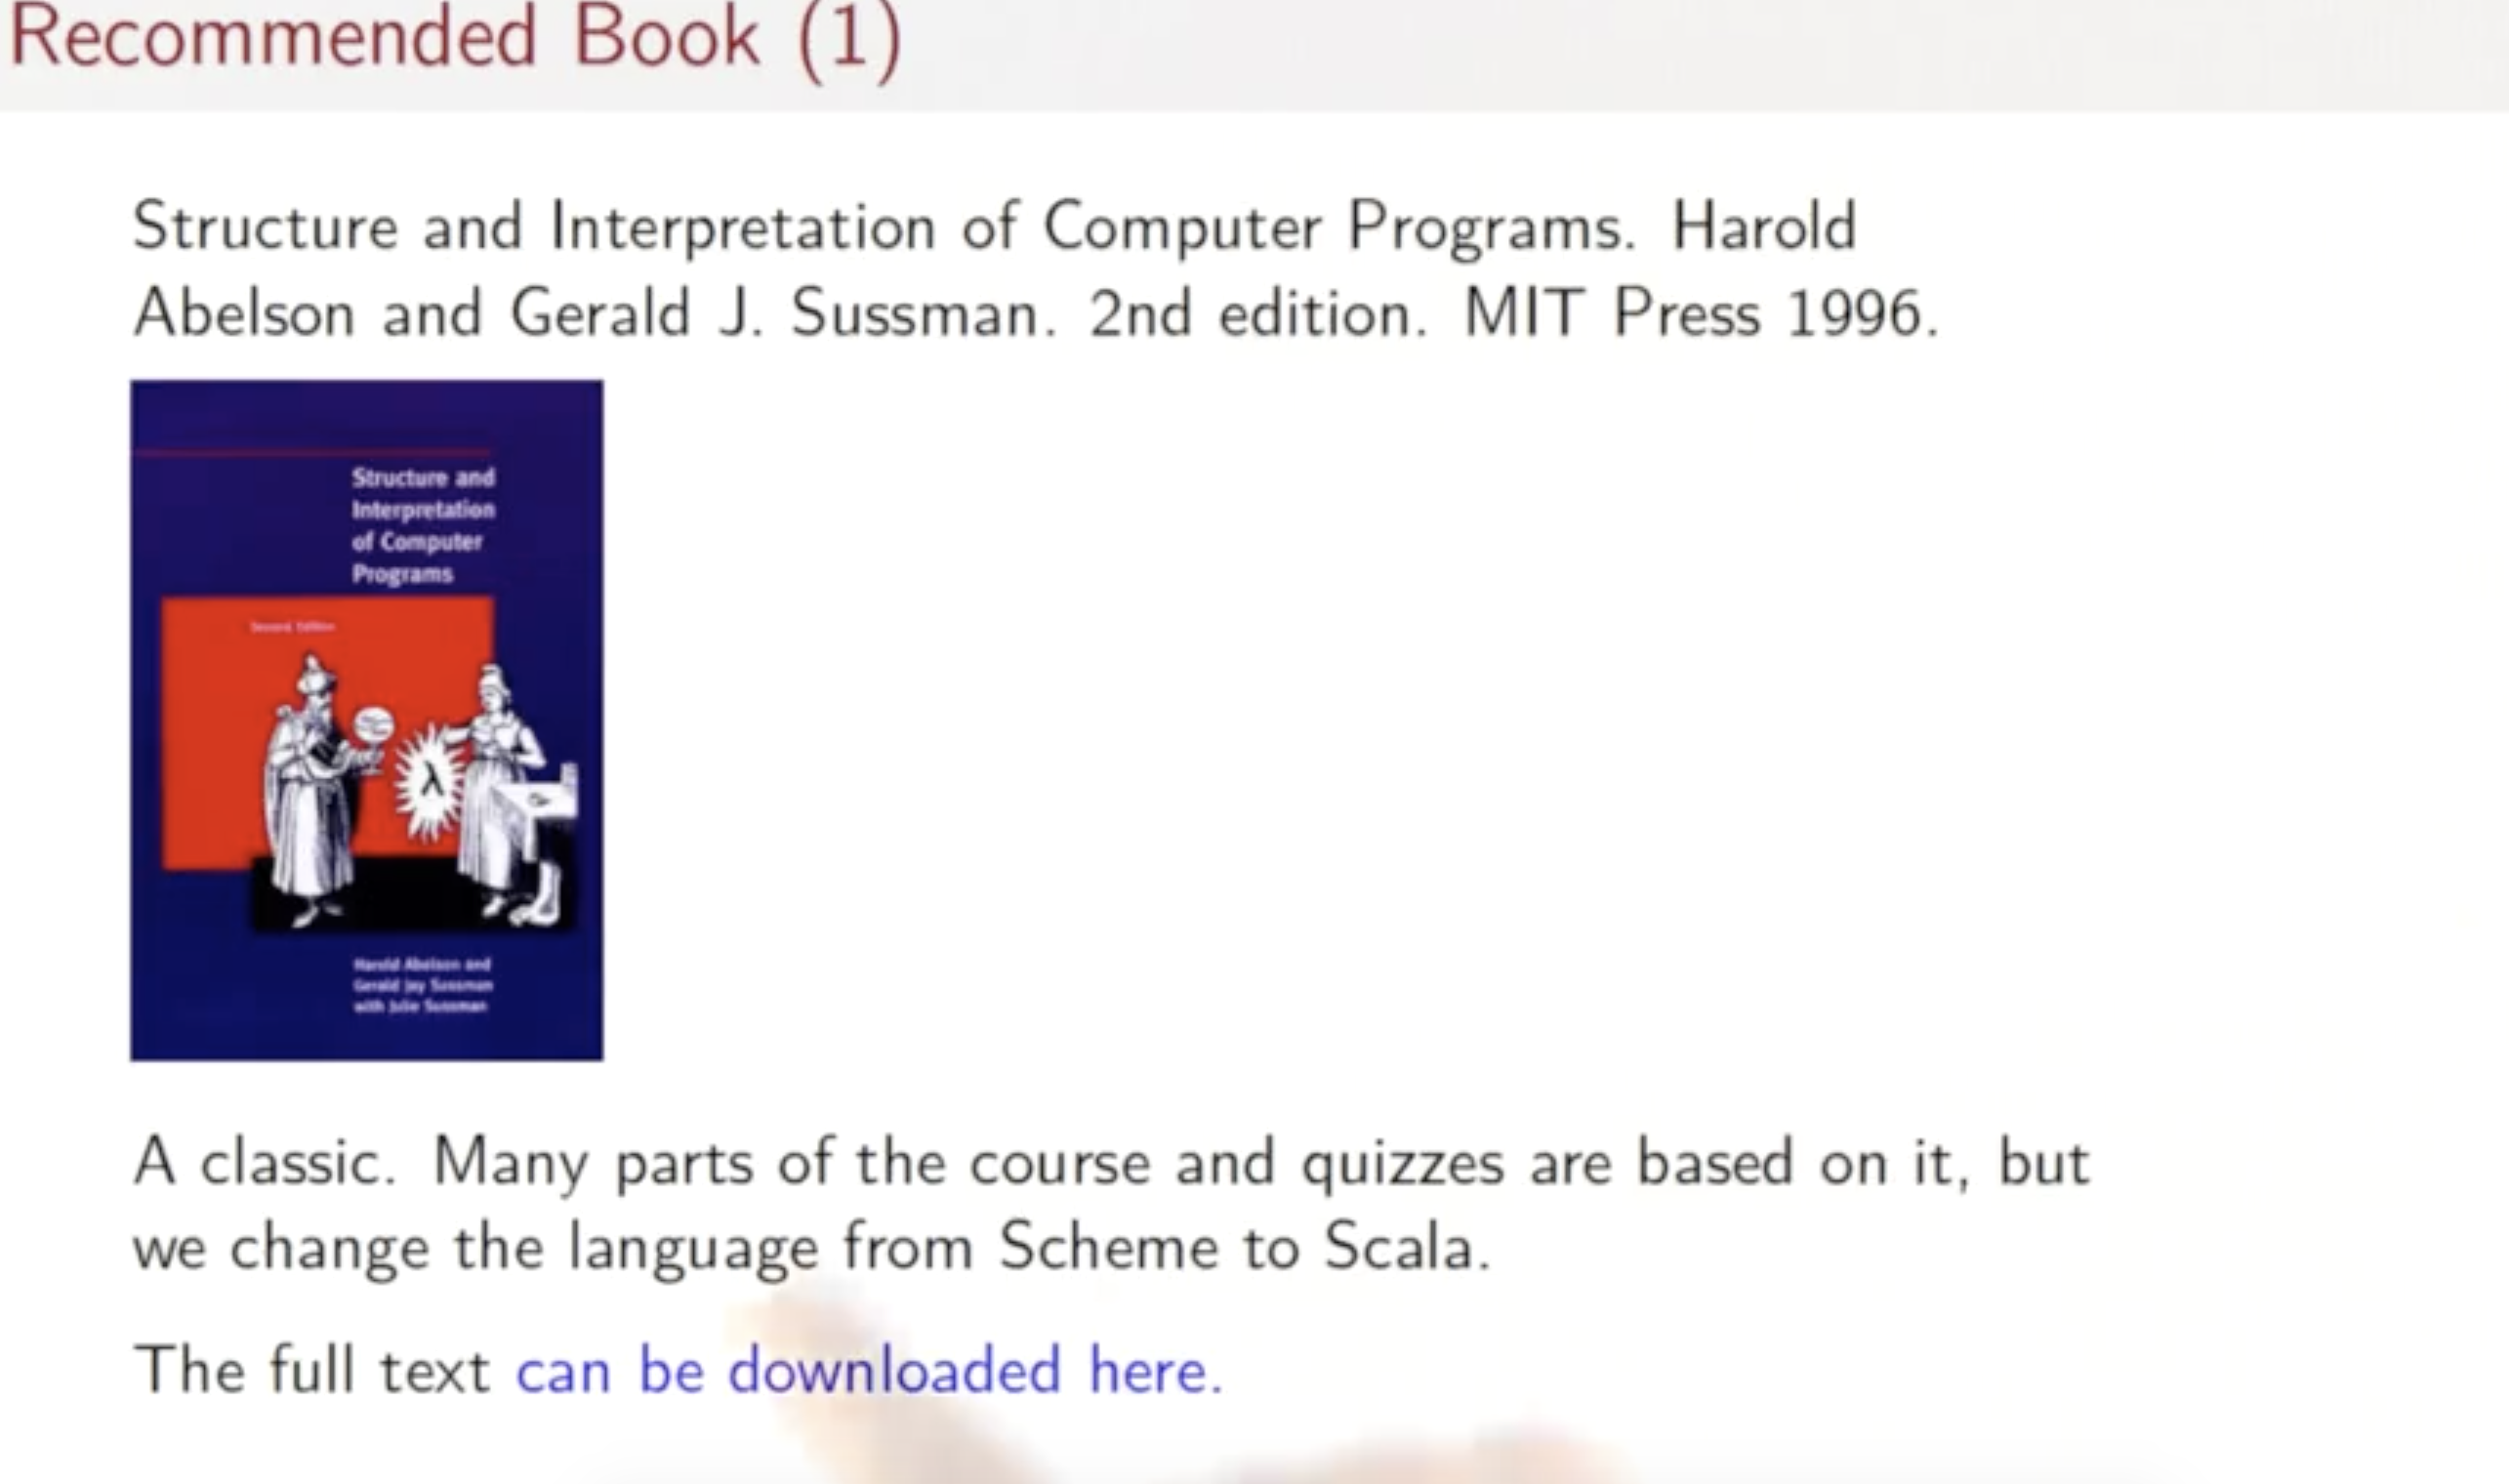 Recommended Book (1)
Structure and Interpretation of Computer Programs. Harold
Abelson and Gerald J. Sussman. 2nd edition. MIT Press 1996.
Structure and
Interpretation
of Computer
Programs
Second Edition
λ
Harold Abelson and
Gerald Jay Sussman
with Julie Sussman
A classic. Many parts of the course and quizzes are based on it, but
we change the language from Scheme to Scala.
The full text can be downloaded here.